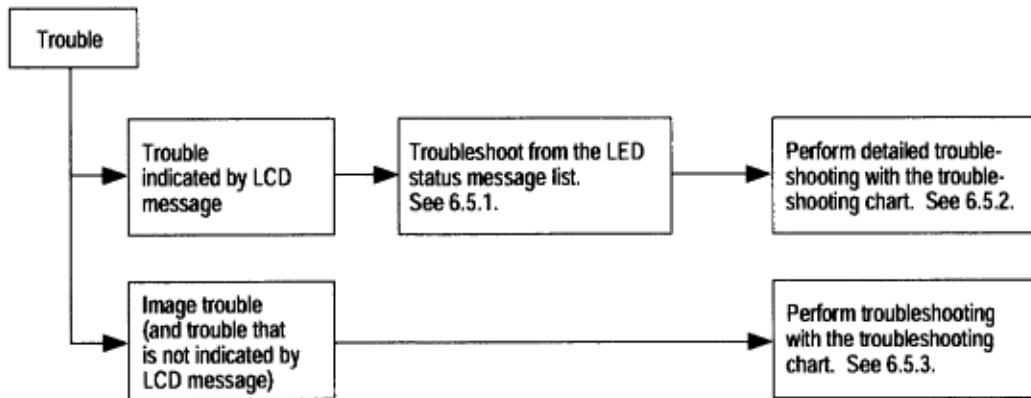 Trouble
Trouble
indicated by LCD
message
Troubleshoot from the LED
status message list.
See 6.5.1.
Perform detailed trouble-
shooting with the trouble-
shooting chart. See 6.5.2.
Image trouble
(and trouble that
is not indicated by
LCD message)
Perform troubleshooting
with the troubleshooting
chart. See 6.5.3.